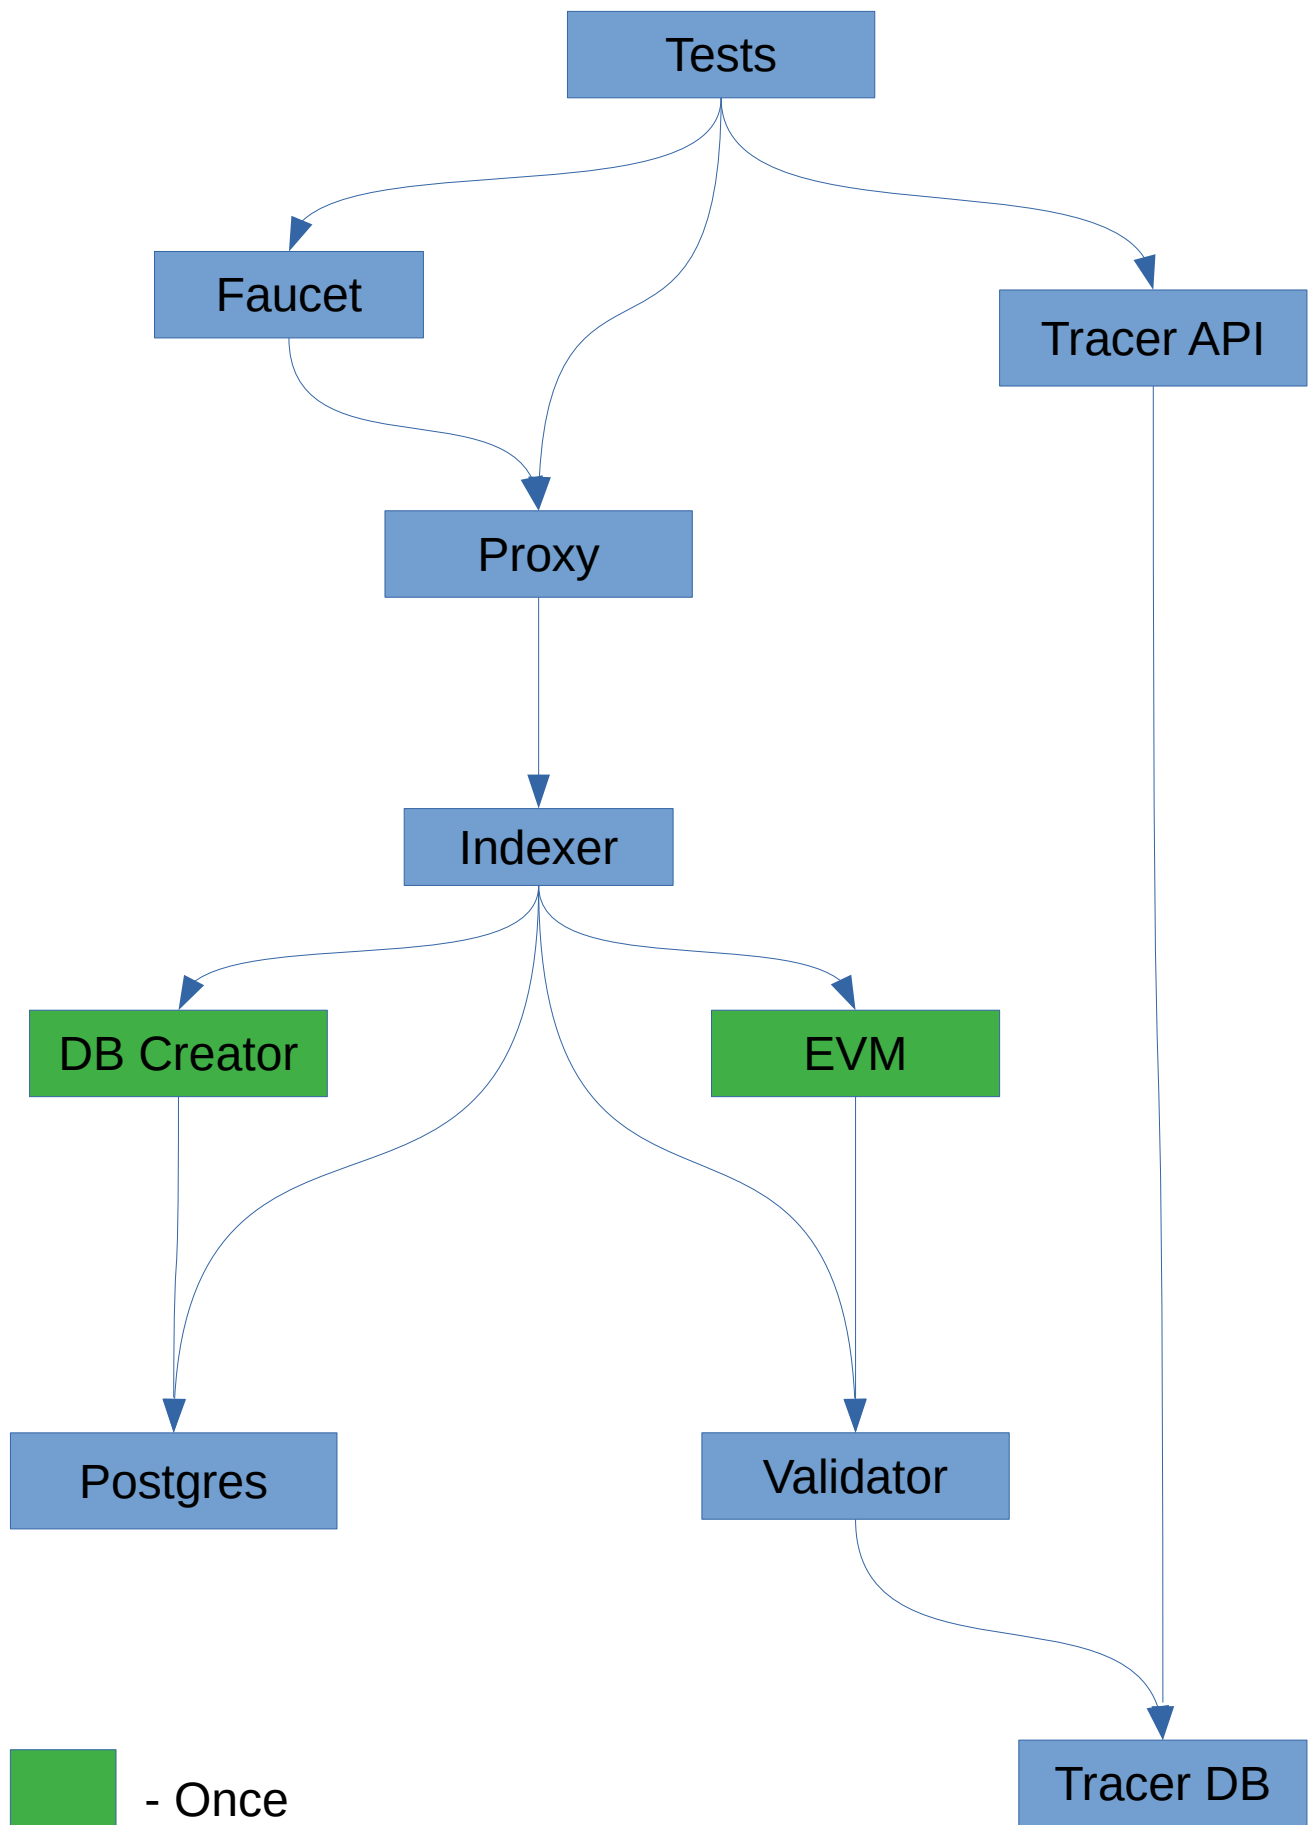 Tests
Faucet
Tracer API
Proxy
Indexer
DB Creator
EVM
Postgres
Validator
Tracer DB
- Once